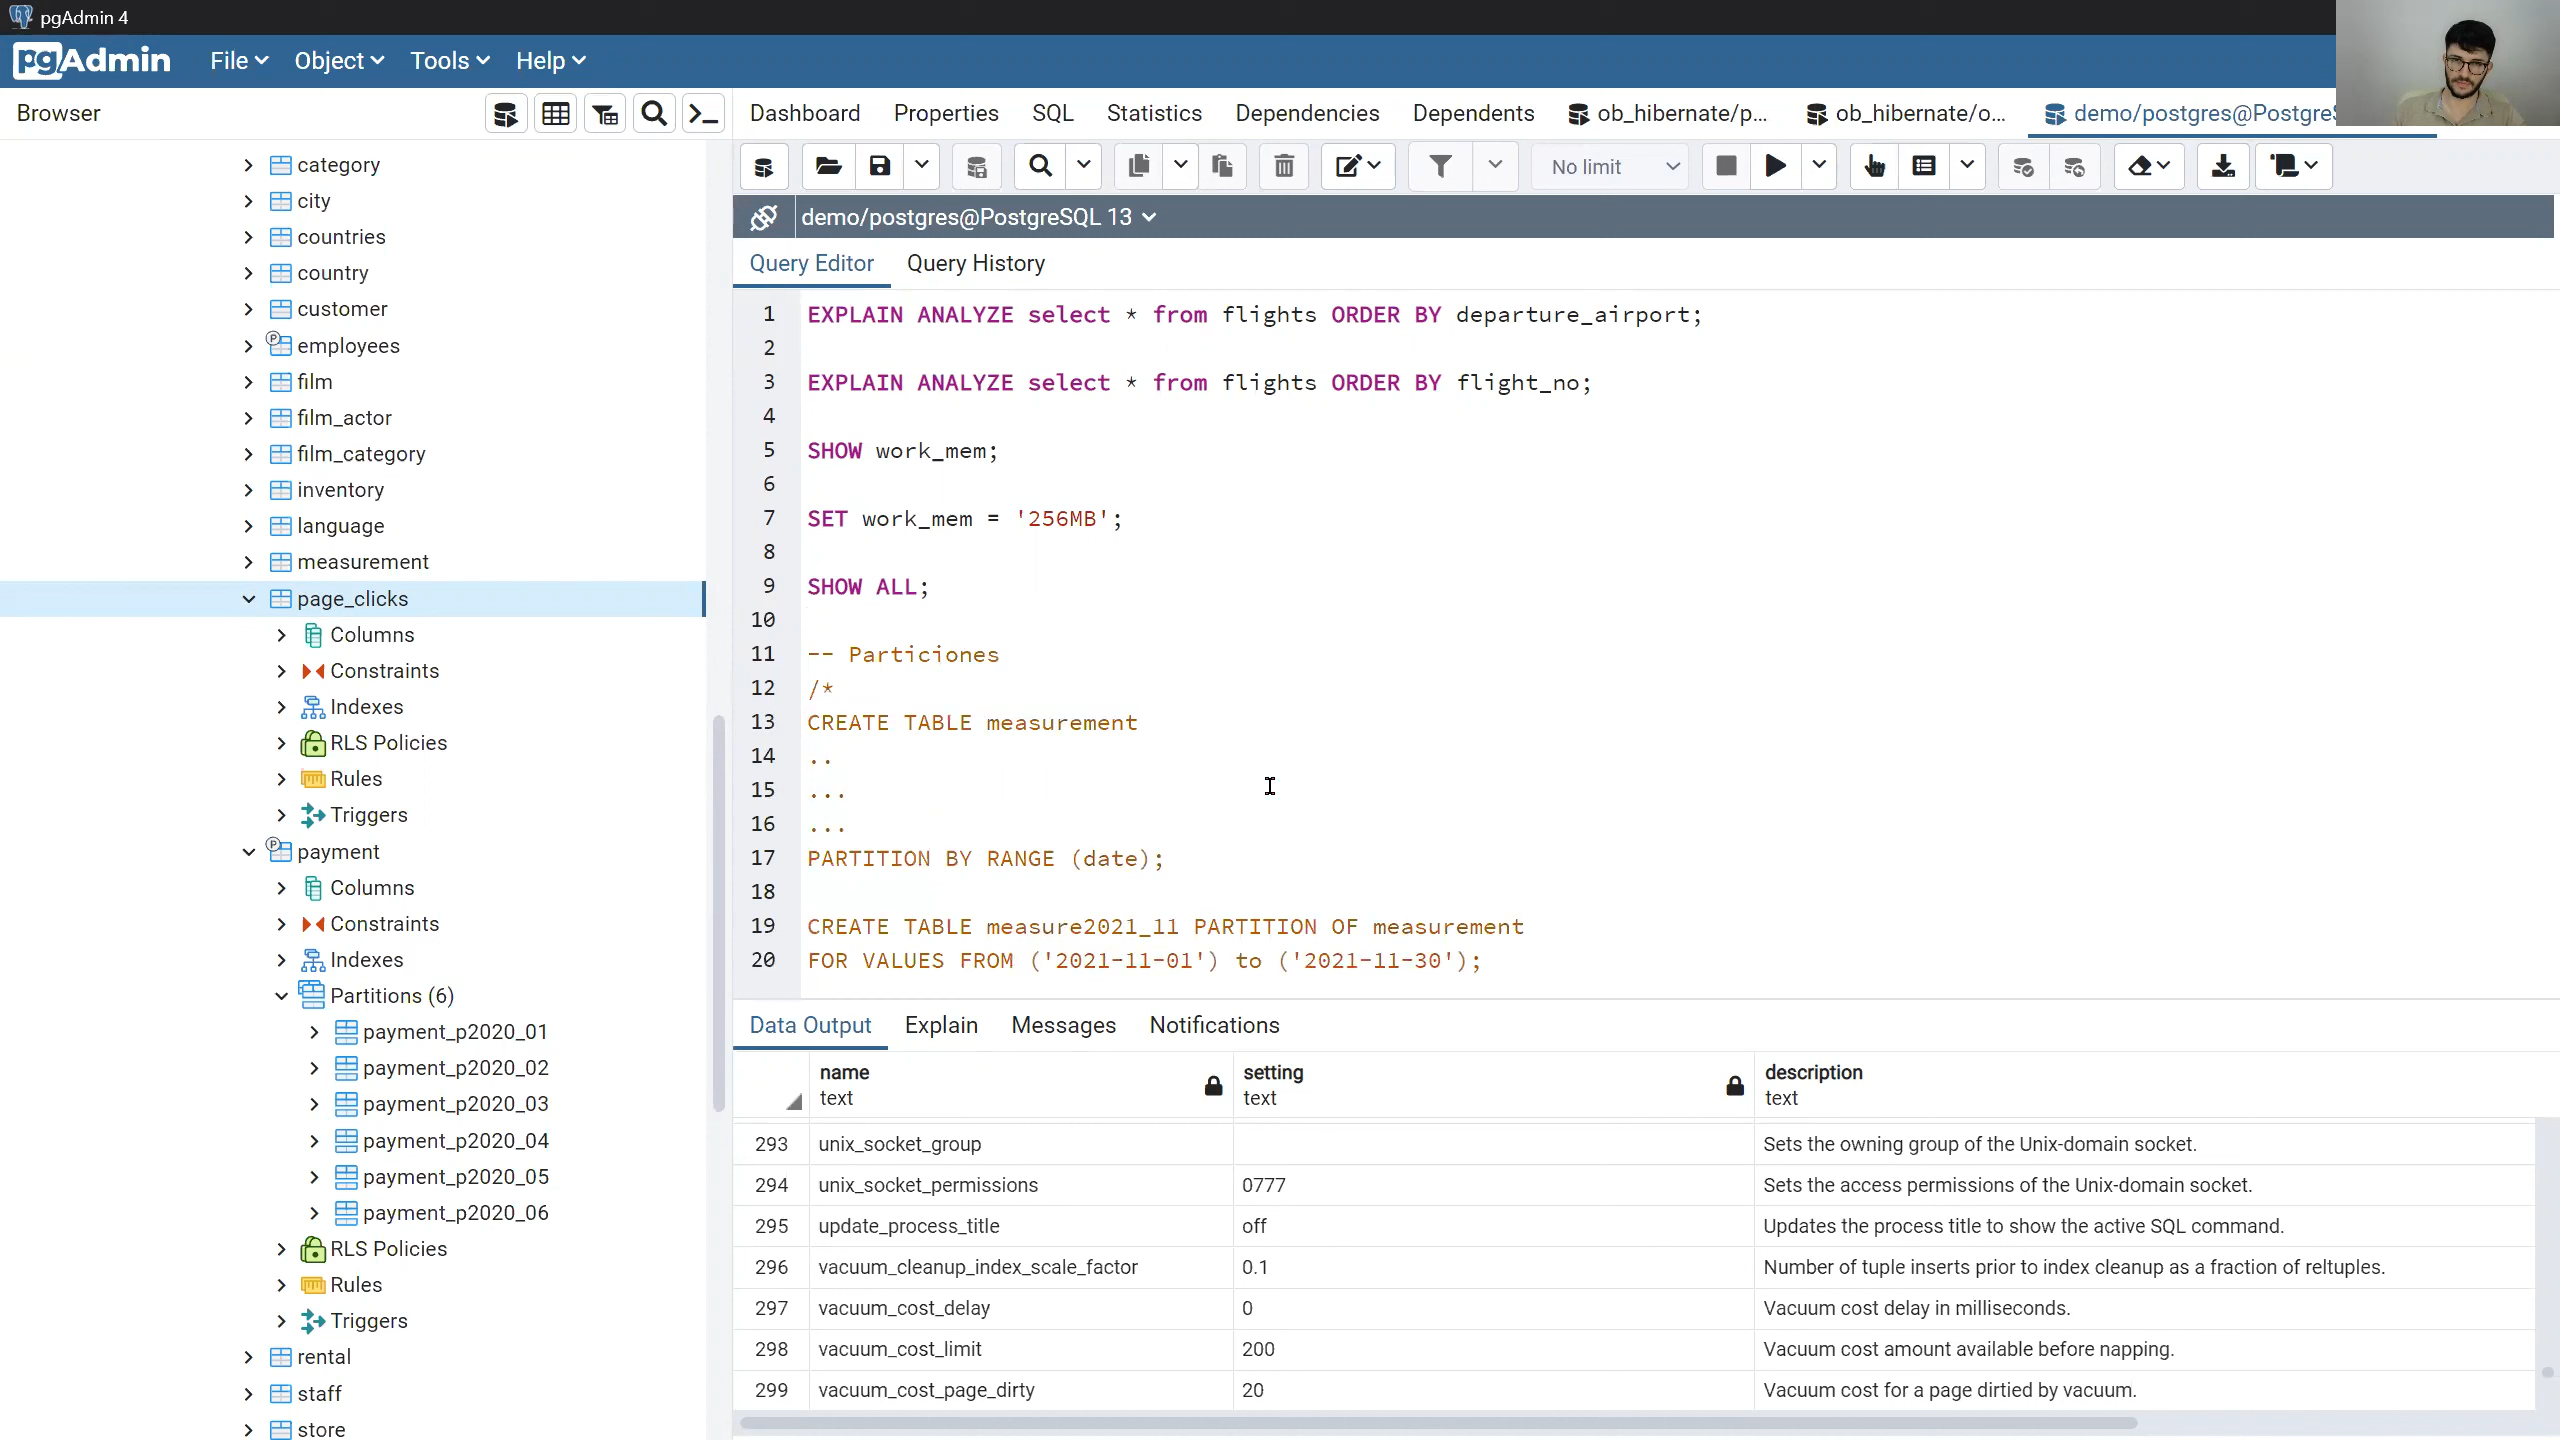 pgAdmin 4
pgAdmin File Object Tools Help
Browser
Dashboard Properties SQL Statistics Dependencies Dependents ob_hibernate/p... ob_hibernate/o... demo/postgres@PostgreS
No limit
demo/postgres@PostgreSQL 13
Query Editor Query History
category
city
countries
country
customer
employees
film
film_actor
film_category
inventory
language
measurement
page_clicks
Columns
Constraints
Indexes
RLS Policies
Rules
Triggers
payment
Columns
Constraints
Indexes
Partitions (6)
payment_p2020_01
payment_p2020_02
payment_p2020_03
payment_p2020_04
payment_p2020_05
payment_p2020_06
RLS Policies
Rules
Triggers
rental
staff
store
1 EXPLAIN ANALYZE select * from flights ORDER BY departure_airport;
2
3 EXPLAIN ANALYZE select * from flights ORDER BY flight_no;
4
5 SHOW work_mem;
6
7 SET work_mem = '256MB';
8
9 SHOW ALL;
10
11 -- Particiones
12 /*
13 CREATE TABLE measurement
14 ..
15 ...
16 ...
17 PARTITION BY RANGE (date);
18
19 CREATE TABLE measure2021_11 PARTITION OF measurement
20 FOR VALUES FROM ('2021-11-01') to ('2021-11-30');
Data Output Explain Messages Notifications
name setting description
text text text
293 unix_socket_group Sets the owning group of the Unix-domain socket.
294 unix_socket_permissions 0777 Sets the access permissions of the Unix-domain socket.
295 update_process_title off Updates the process title to show the active SQL command.
296 vacuum_cleanup_index_scale_factor 0.1 Number of tuple inserts prior to index cleanup as a fraction of reltuples.
297 vacuum_cost_delay 0 Vacuum cost delay in milliseconds.
298 vacuum_cost_limit 200 Vacuum cost amount available before napping.
299 vacuum_cost_page_dirty 20 Vacuum cost for a page dirtied by vacuum.